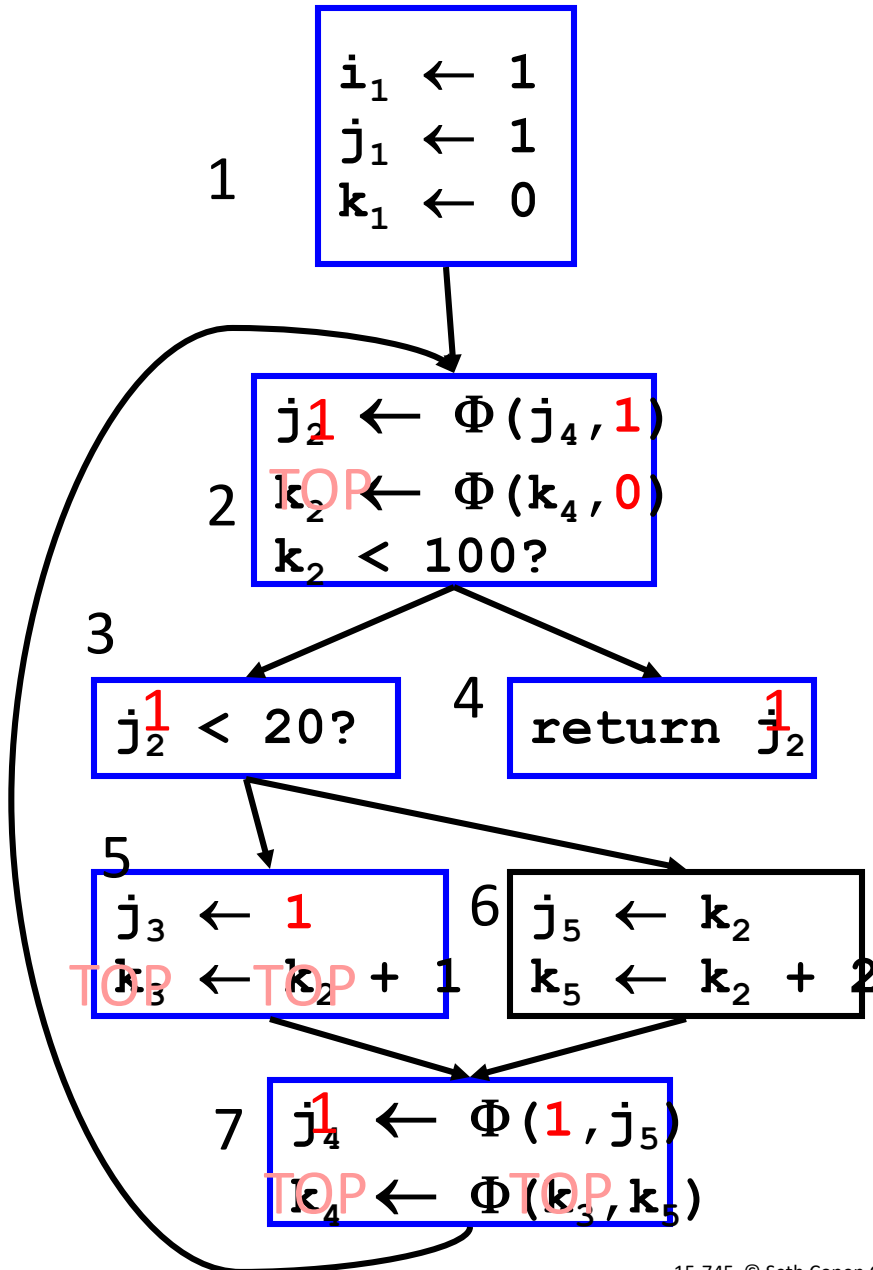 i1 ← 1
j1 ← 1
1
k1 ← 0
j2 1 ← Φ(j4,1)
2
k2 TOP ← Φ(k4,0)
k2 < 100?
3
j2 1 < 20?
4
return j2 1
5
j3 ← 1
k3 TOP ← k2 TOP + 1
6
j5 ← k2
k5 ← k2 + 2
7
j4 1 ← Φ(1,j5)
k4 TOP ← Φ(k3 TOP,k5)
15-745 ©